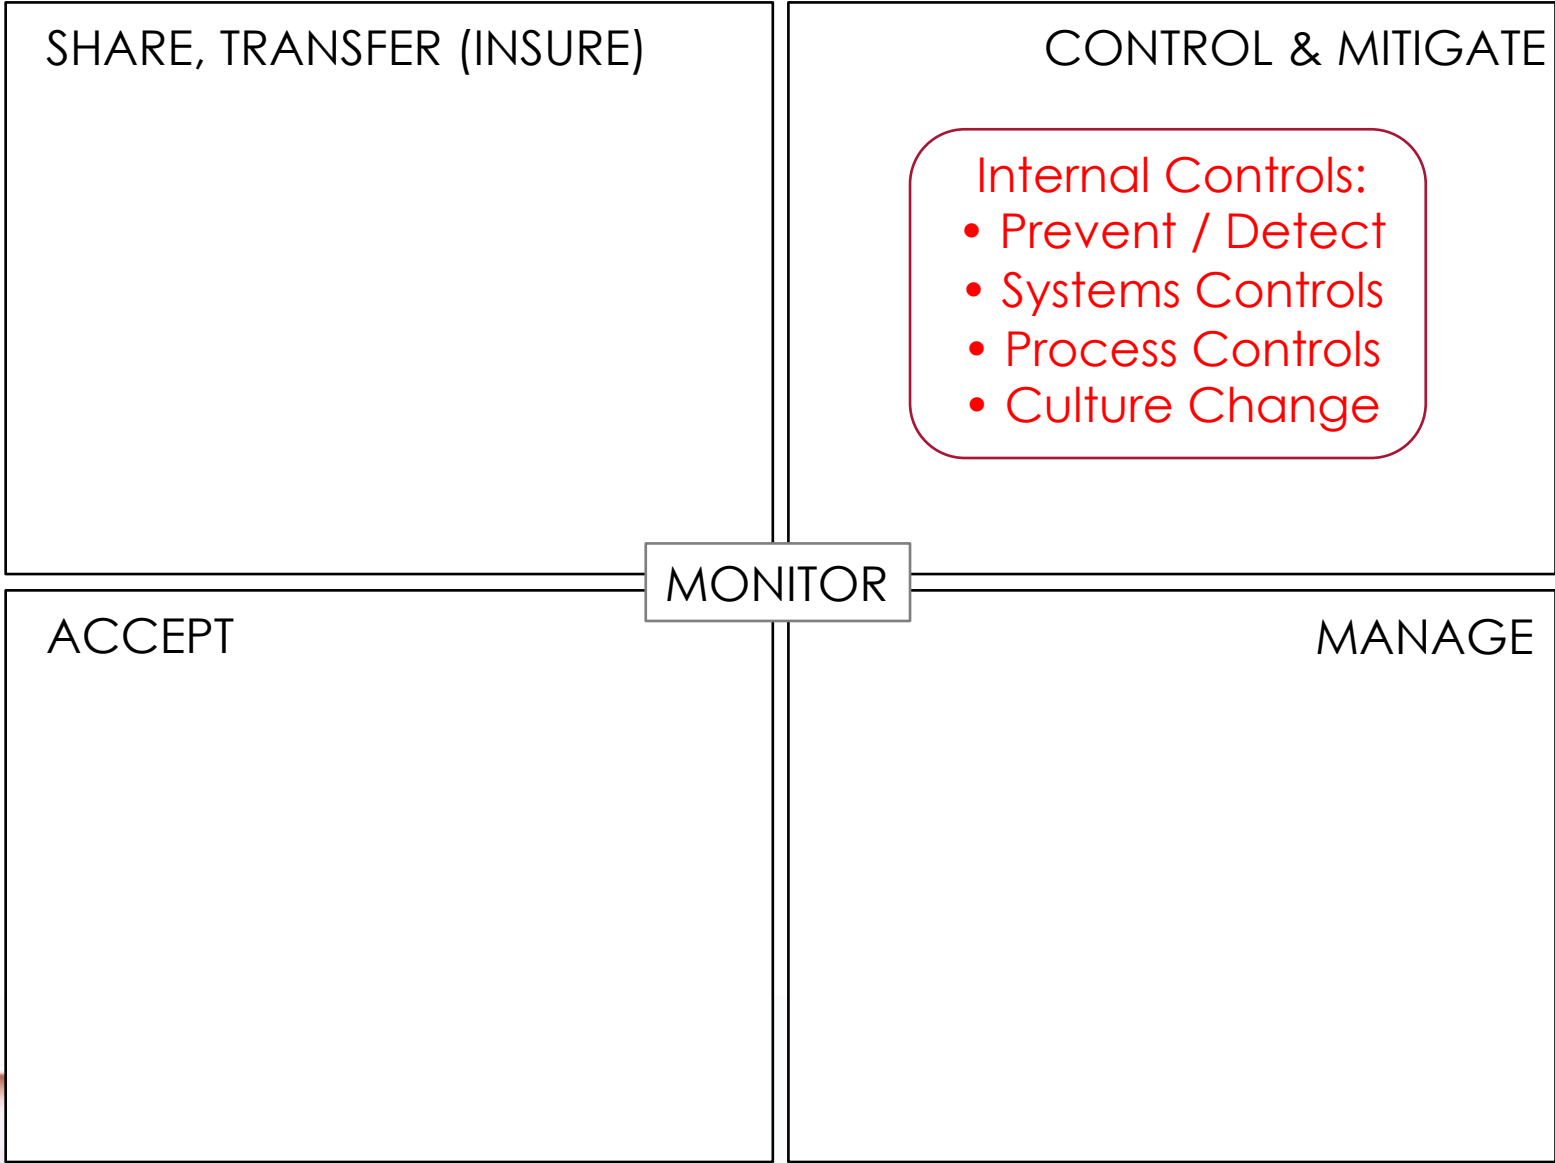 SHARE, TRANSFER (INSURE)
CONTROL & MITIGATE
Internal Controls:
• Prevent / Detect
• Systems Controls
• Process Controls
• Culture Change
MONITOR
ACCEPT
MANAGE